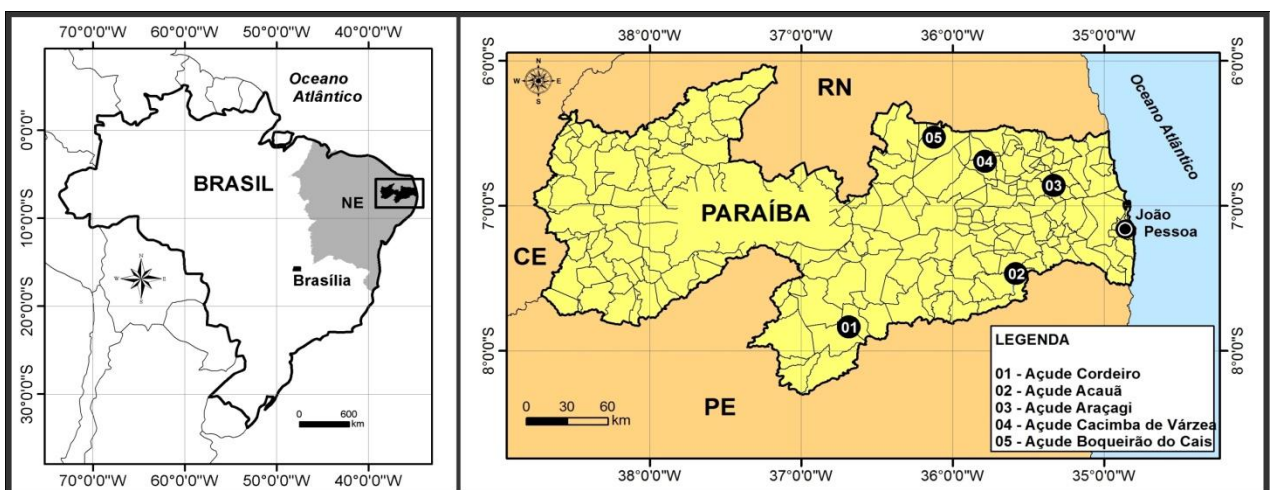 70°0'0"W 60°0'0"W 50°0'0"W 40°0'0"W
Oceano
Atlântico
0°0'0"
10°0'0"S
20°0'0"S
30°0'0"S
BRASIL
NE
Brasília
N
W E
S
0 600
km
70°0'0"W 60°0'0"W 50°0'0"W 40°0'0"W
38°0'0"W 37°0'0"W 36°0'0"W 35°0'0"W
6°0'0"S
7°0'0"S
8°0'0"S
N
W E
S
RN
Oceano Atlântico
05
04
03
PARAÍBA
João
Pessoa
CE
02
01
PE
0 30 60
km
LEGENDA
01 - Açude Cordeiro
02 - Açude Acauã
03 - Açude Araçagi
04 - Açude Cacimba de Várzea
05 - Açude Boqueirão do Cais
6°0'0"S
7°0'0"S
8°0'0"S
38°0'0"W 37°0'0"W 36°0'0"W 35°0'0"W